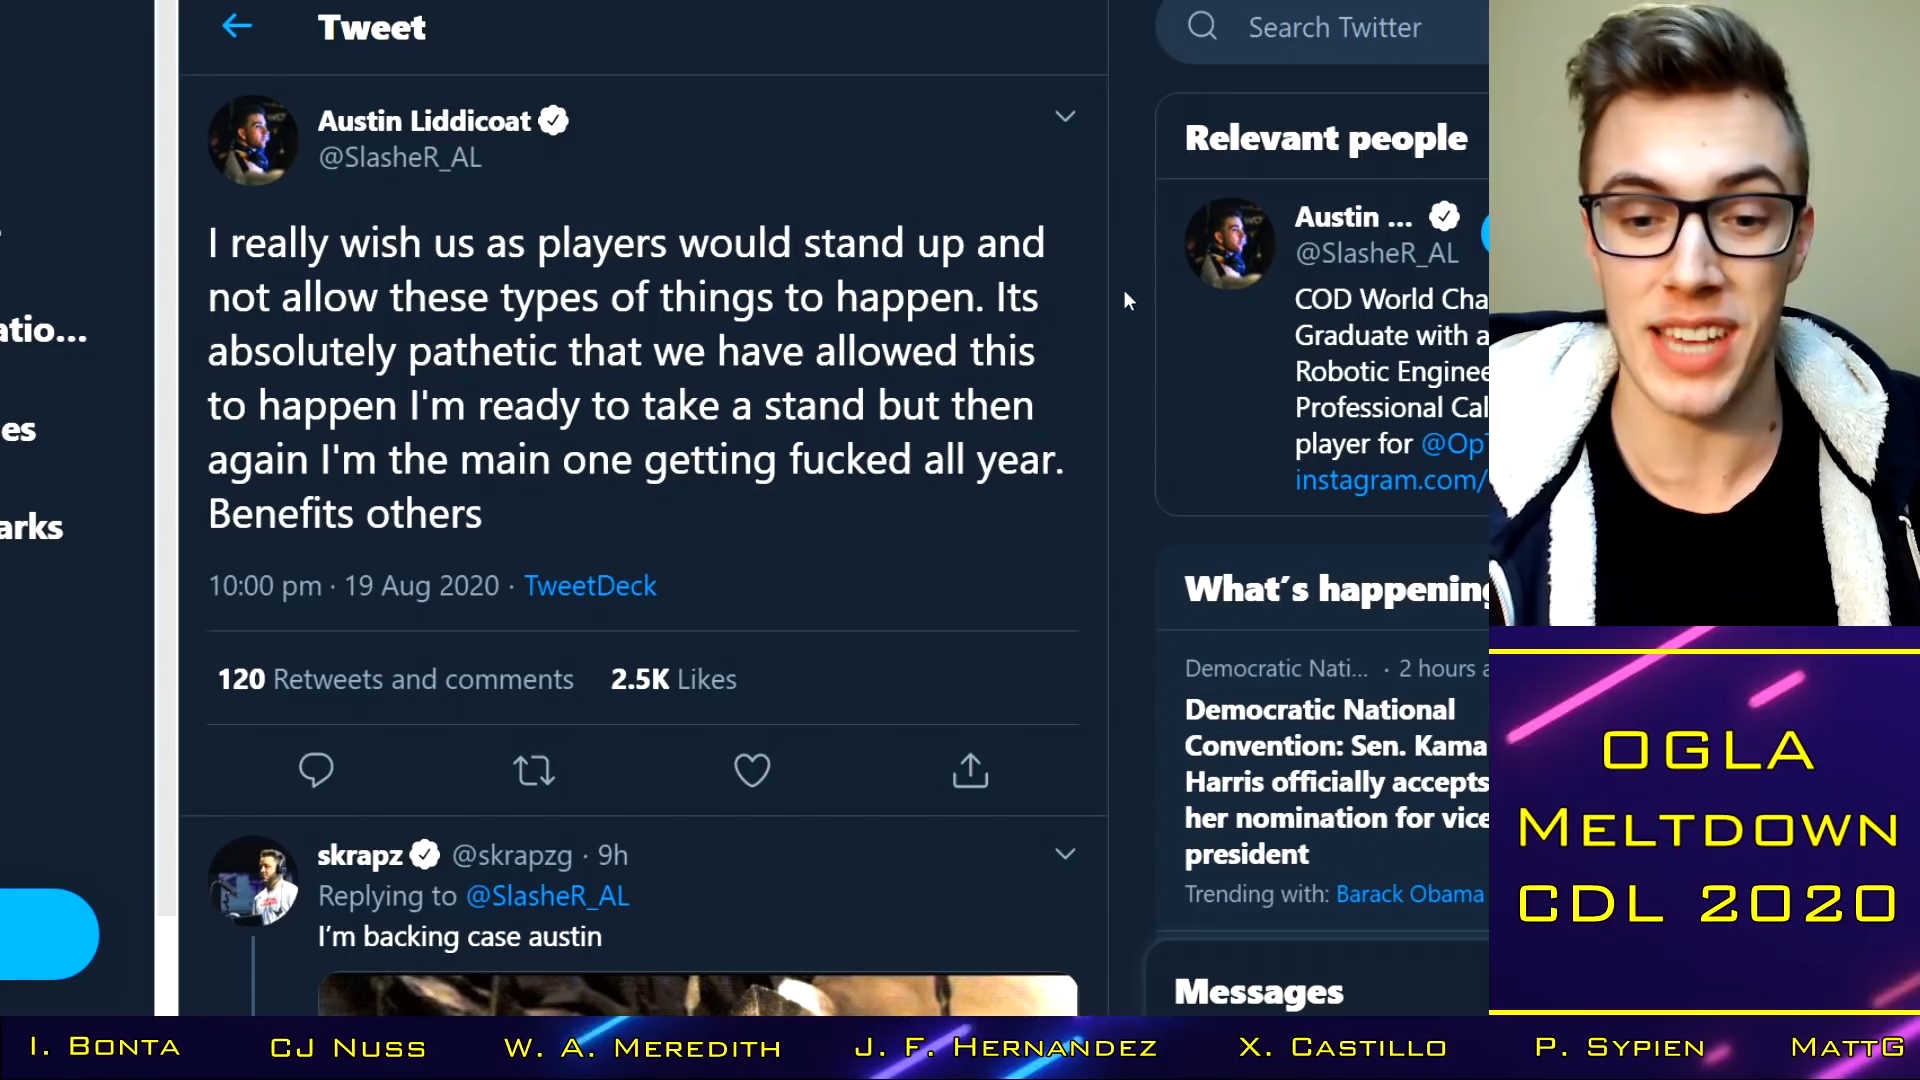 Tweet
Search Twitter
Austin Liddicoat
@SlasheR_AL
I really wish us as players would stand up and
not allow these types of things to happen. Its
absolutely pathetic that we have allowed this
to happen I'm ready to take a stand but then
again I'm the main one getting fucked all year.
Benefits others
10:00 pm · 19 Aug 2020 · TweetDeck
120 Retweets and comments 2.5K Likes
skrapz @skrapzg · 9h
Replying to @SlasheR_AL
I'm backing case austin
atio...
es
arks
Relevant people
Austin ...
@SlasheR_AL
COD World Cha
Graduate with a
Robotic Enginee
Professional Cal
player for @Op
instagram.com/
What's happening
Democratic Nati... · 2 hours a
Democratic National
Convention: Sen. Kama
Harris officially accepts
her nomination for vice
president
Trending with: Barack Obama
Messages
OGLA
Meltdown
CDL 2020
I. Bonta CJ Nuss W. A. Meredith J. F. Hernandez X. Castillo P. Sypien MattG